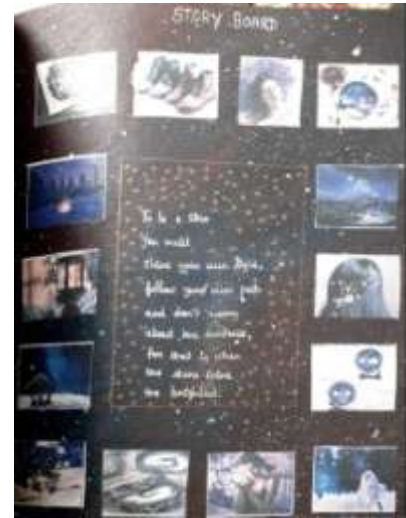 STORY BOARD
To be a star
You must
shine your own light,
follow your own path
and don't worry
about the darkness,
for that is when
the stars shine
the brightest.